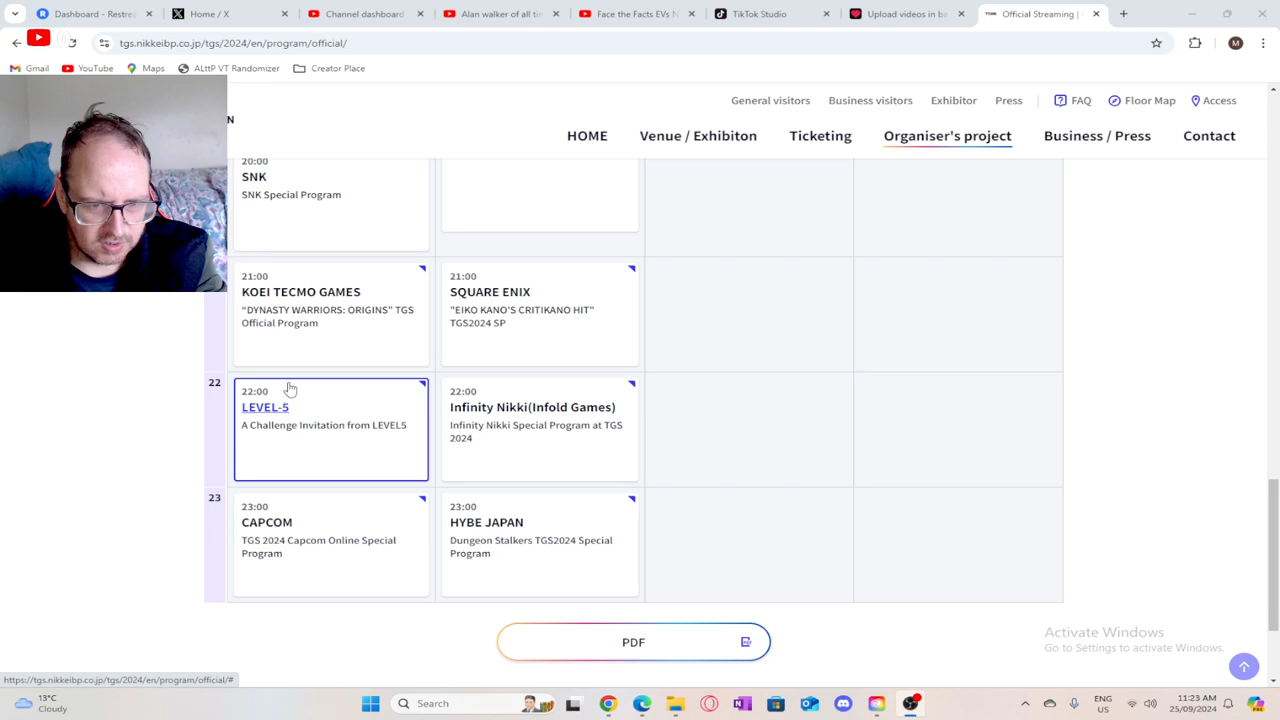 Dashboard - Restre
Home / X
Channel dashboard
Alan walker of all tim
Face the Facts EVs N
TikTok Studio
Upload videos in ba
Official Streaming |
tgs.nikkeibp.co.jp/tgs/2024/en/program/official/
M
Gmail
YouTube
Maps
ALttP VT Randomizer
Creator Place
General visitors
Business visitors
Exhibitor
Press
FAQ
Floor Map
Access
N
HOME
Venue / Exhibiton
Ticketing
Organiser's project
Business / Press
Contact
20:00
SNK
SNK Special Program
21:00
KOEI TECMO GAMES
"DYNASTY WARRIORS: ORIGINS" TGS
Official Program
21:00
SQUARE ENIX
"EIKO KANO'S CRITIKANO HIT"
TGS2024 SP
22
22:00
LEVEL-5
A Challenge Invitation from LEVEL5
22:00
Infinity Nikki(Infold Games)
Infinity Nikki Special Program at TGS
2024
23
23:00
CAPCOM
TGS 2024 Capcom Online Special
Program
23:00
HYBE JAPAN
Dungeon Stalkers TGS2024 Special
Program
PDF
Activate Windows
Go to Settings to activate Windows.
https://tgs.nikkeibp.co.jp/tgs/2024/en/program/official/#
13°C
Cloudy
Search
ENG
US
11:23 AM
25/09/2024